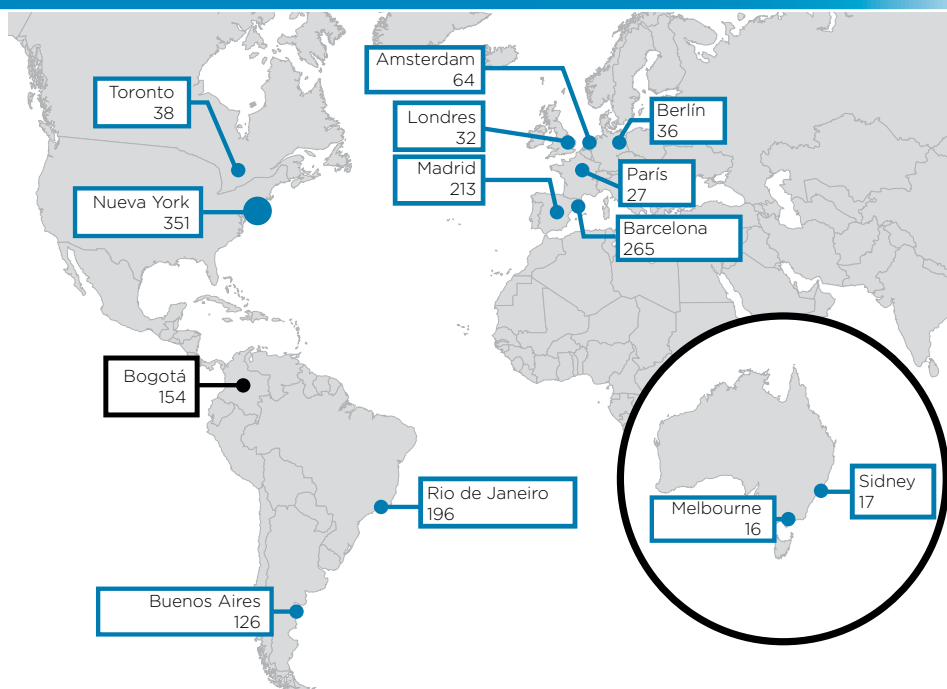 Amsterdam
64
Toronto
38
Londres
32
Berlín
36
Madrid
213
París
27
Nueva York
351
Barcelona
265
Bogotá
154
Rio de Janeiro
196
Sidney
17
Melbourne
16
Buenos Aires
126